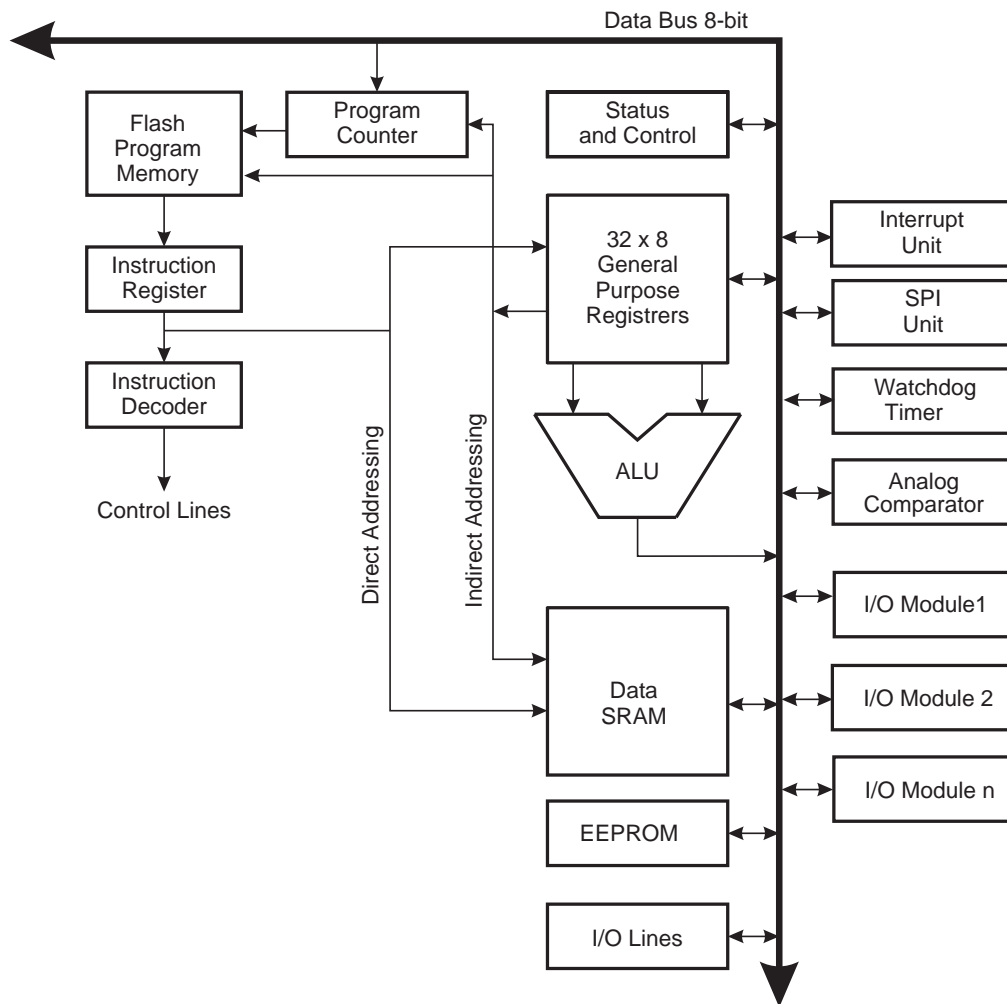 Data Bus 8-bit
Flash
Program
Memory
Program
Counter
Status
and Control
Instruction
Register
32 x 8
General
Purpose
Registrers
Interrupt
Unit
SPI
Unit
Instruction
Decoder
Watchdog
Timer
Control Lines
Direct Addressing
Indirect Addressing
ALU
Analog
Comparator
I/O Module1
Data
SRAM
I/O Module 2
I/O Module n
EEPROM
I/O Lines